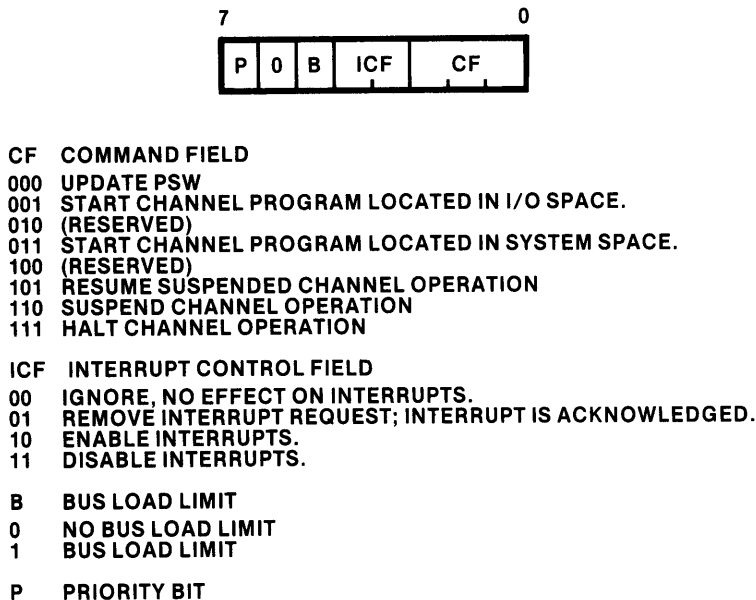 7 0
P 0 B ICF CF
CF COMMAND FIELD
000 UPDATE PSW
001 START CHANNEL PROGRAM LOCATED IN I/O SPACE.
010 (RESERVED)
011 START CHANNEL PROGRAM LOCATED IN SYSTEM SPACE.
100 (RESERVED)
101 RESUME SUSPENDED CHANNEL OPERATION
110 SUSPEND CHANNEL OPERATION
111 HALT CHANNEL OPERATION
ICF INTERRUPT CONTROL FIELD
00 IGNORE, NO EFFECT ON INTERRUPTS.
01 REMOVE INTERRUPT REQUEST; INTERRUPT IS ACKNOWLEDGED.
10 ENABLE INTERRUPTS.
11 DISABLE INTERRUPTS.
B BUS LOAD LIMIT
0 NO BUS LOAD LIMIT
1 BUS LOAD LIMIT
P PRIORITY BIT